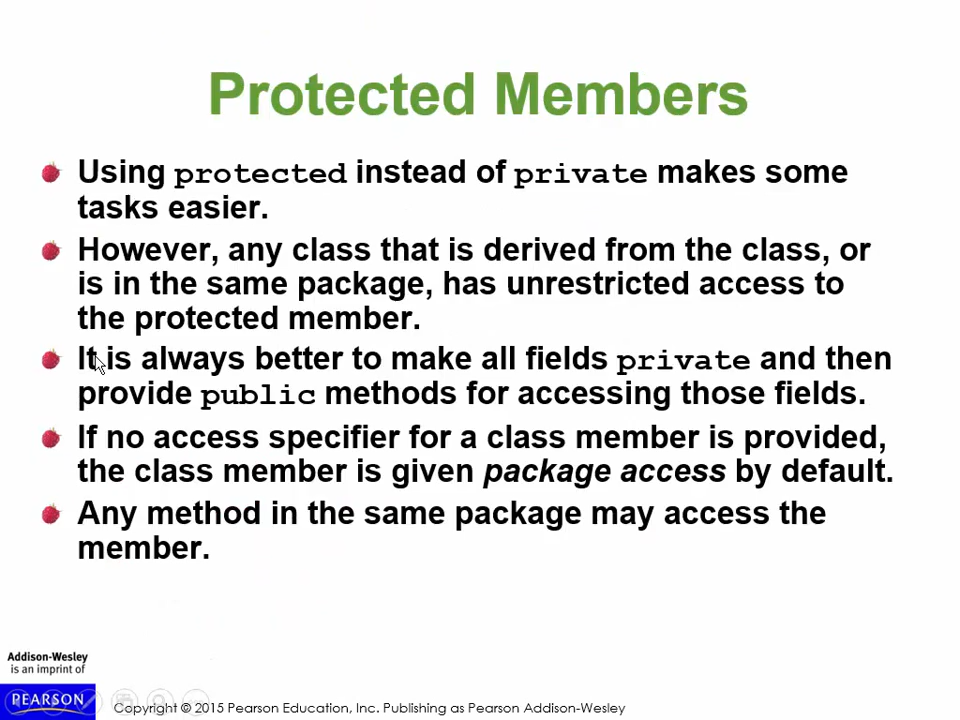 Protected Members
Using protected instead of private makes some
tasks easier.
However, any class that is derived from the class, or
is in the same package, has unrestricted access to
the protected member.
It is always better to make all fields private and then
provide public methods for accessing those fields.
If no access specifier for a class member is provided,
the class member is given package access by default.
Any method in the same package may access the
member.
Addison-Wesley
is an imprint of
PEARSON
Copyright © 2015 Pearson Education, Inc. Publishing as Pearson Addison-Wesley